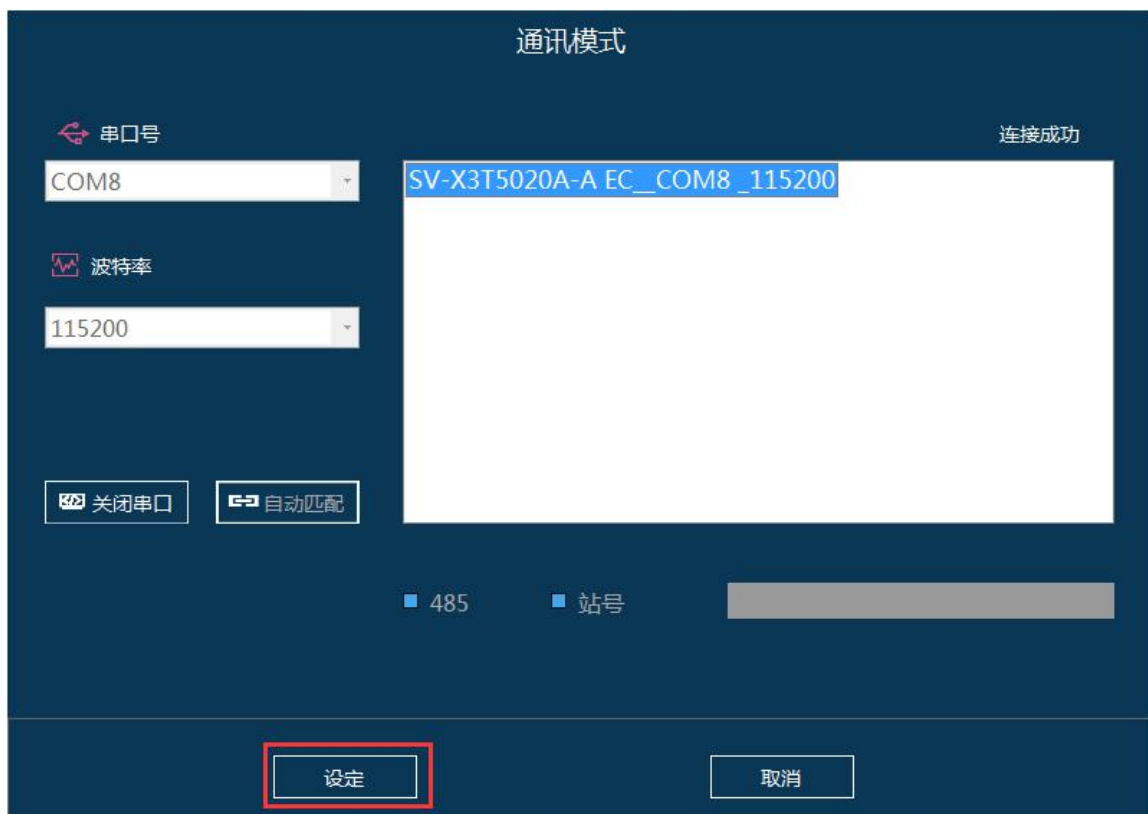 通讯模式
串口号
连接成功
COM8
SV-X3T5020A-A EC__COM8 _115200
波特率
115200
关闭串口
自动匹配
485
站号
设定
取消